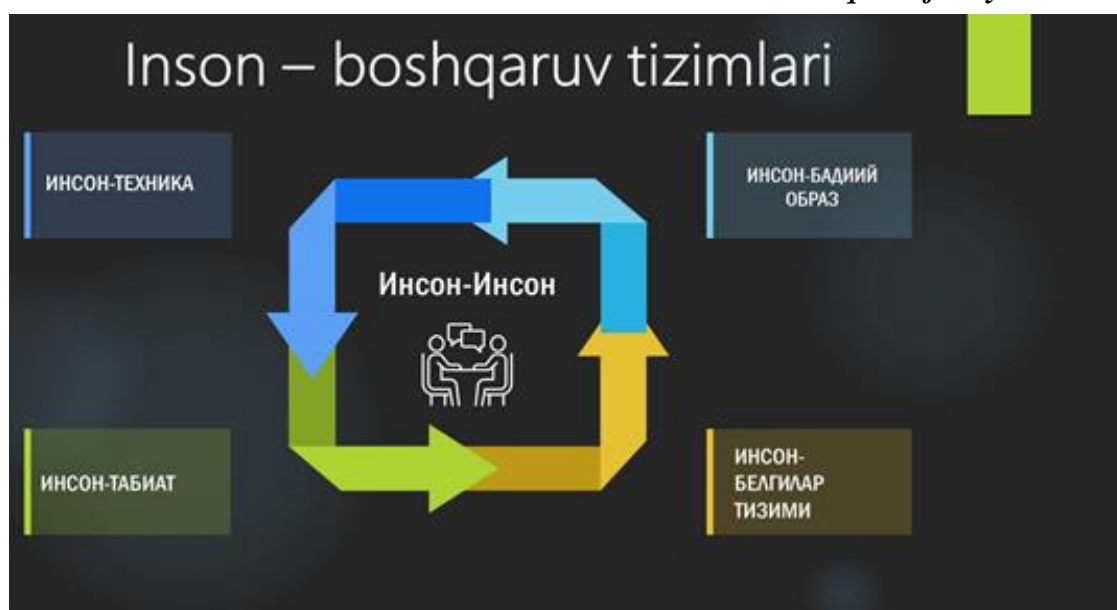 Inson – boshqaruv tizimlari
ИНСОН-ТЕХНИКА
ИНСОН-БАДИИЙ
ОБРАЗ
Инсон-Инсон
ИНСОН-ТАБИАТ
ИНСОН-
БЕЛГИЛАР
ТИЗИМИ